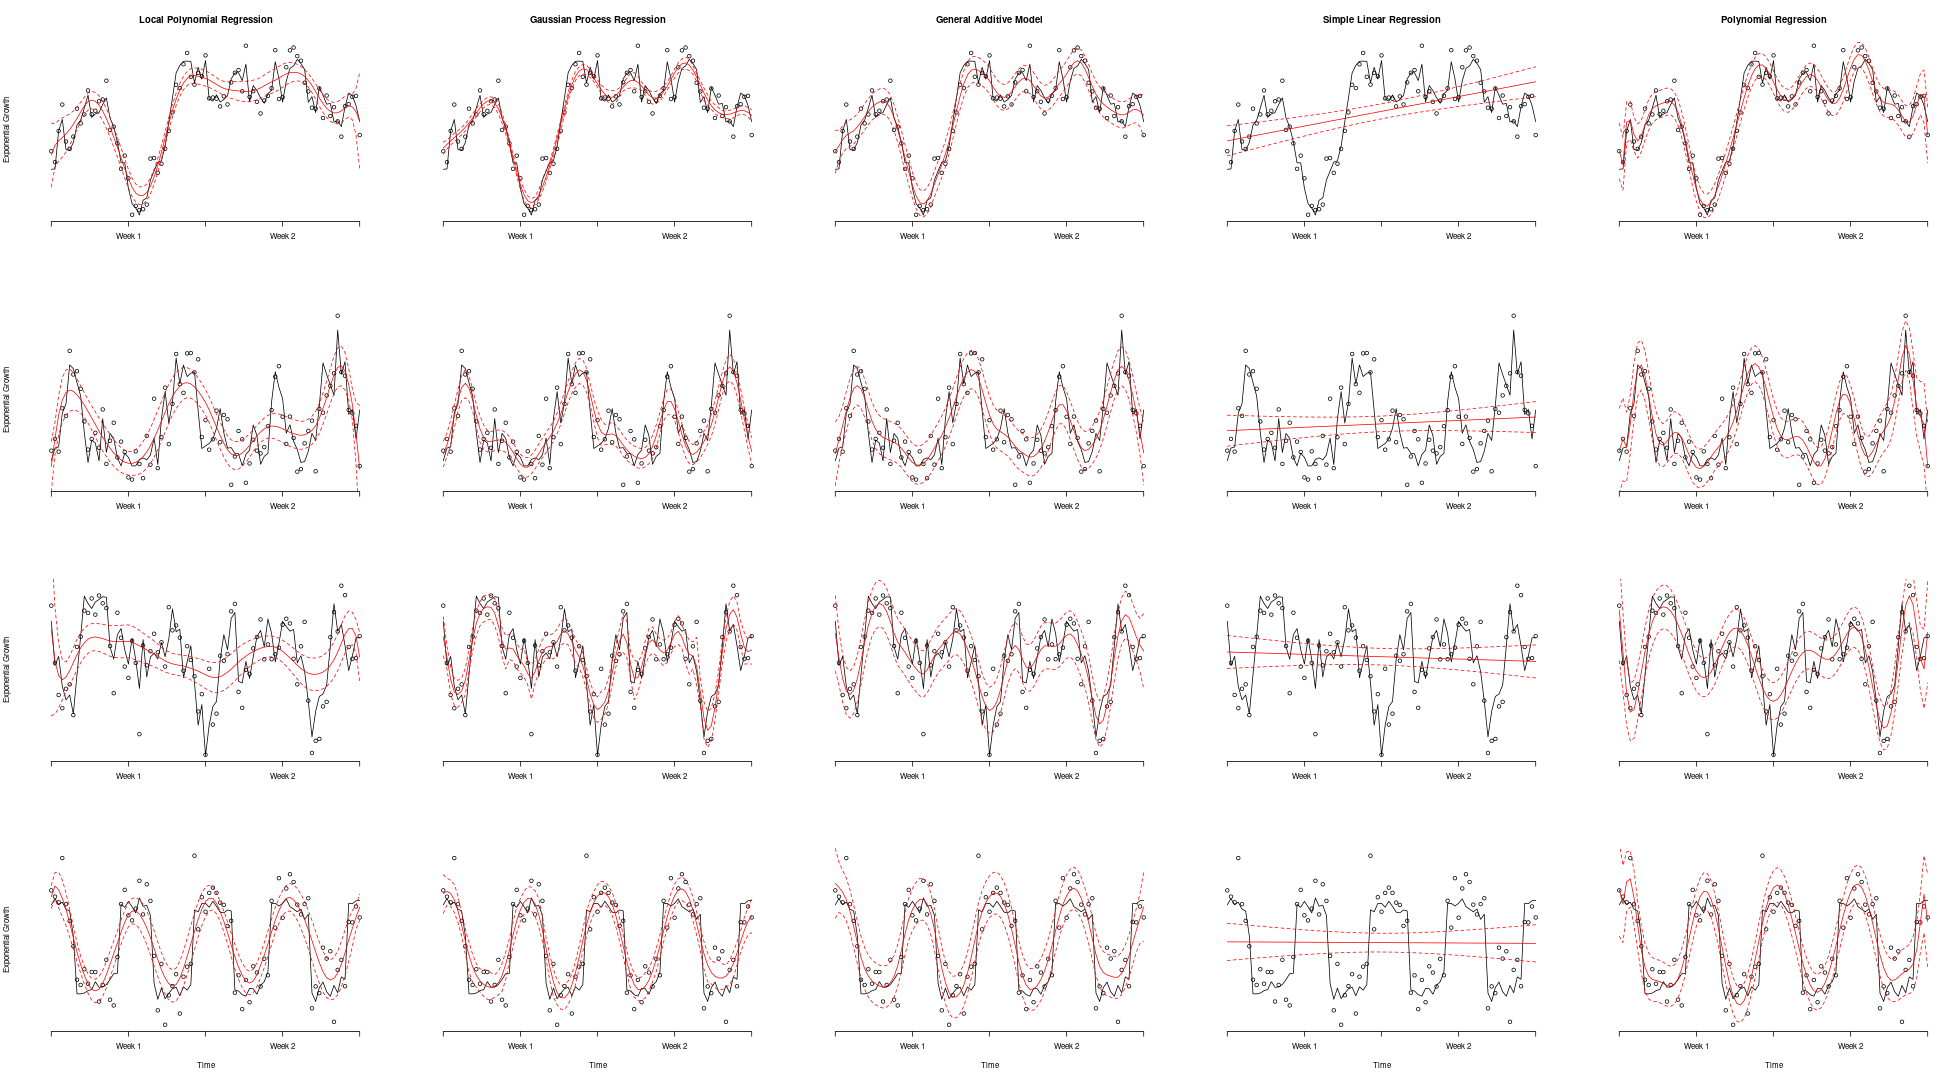 Local Polynomial Regression
Gaussian Process Regression
General Additive Model
Simple Linear Regression
Polynomial Regression
Exponential Growth
Week 1
Week 2
Week 1
Week 2
Week 1
Week 2
Week 1
Week 2
Week 1
Week 2
Exponential Growth
Week 1
Week 2
Week 1
Week 2
Week 1
Week 2
Week 1
Week 2
Week 1
Week 2
Exponential Growth
Week 1
Week 2
Week 1
Week 2
Week 1
Week 2
Week 1
Week 2
Week 1
Week 2
Exponential Growth
Week 1
Week 2
Week 1
Week 2
Week 1
Week 2
Week 1
Week 2
Week 1
Week 2
Time
Time
Time
Time
Time